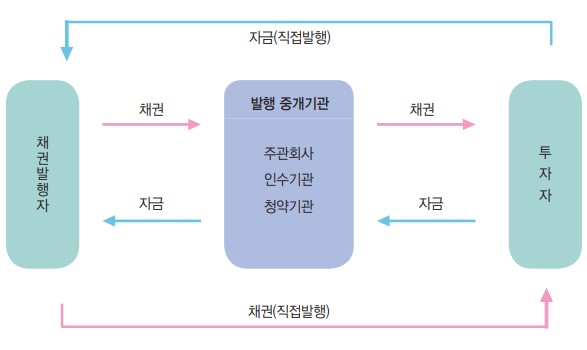 자금(직접발행)
채권발행자
채권
자금
발행 중개기관
주관회사
인수기관
청약기관
채권
자금
투자자
채권(직접발행)